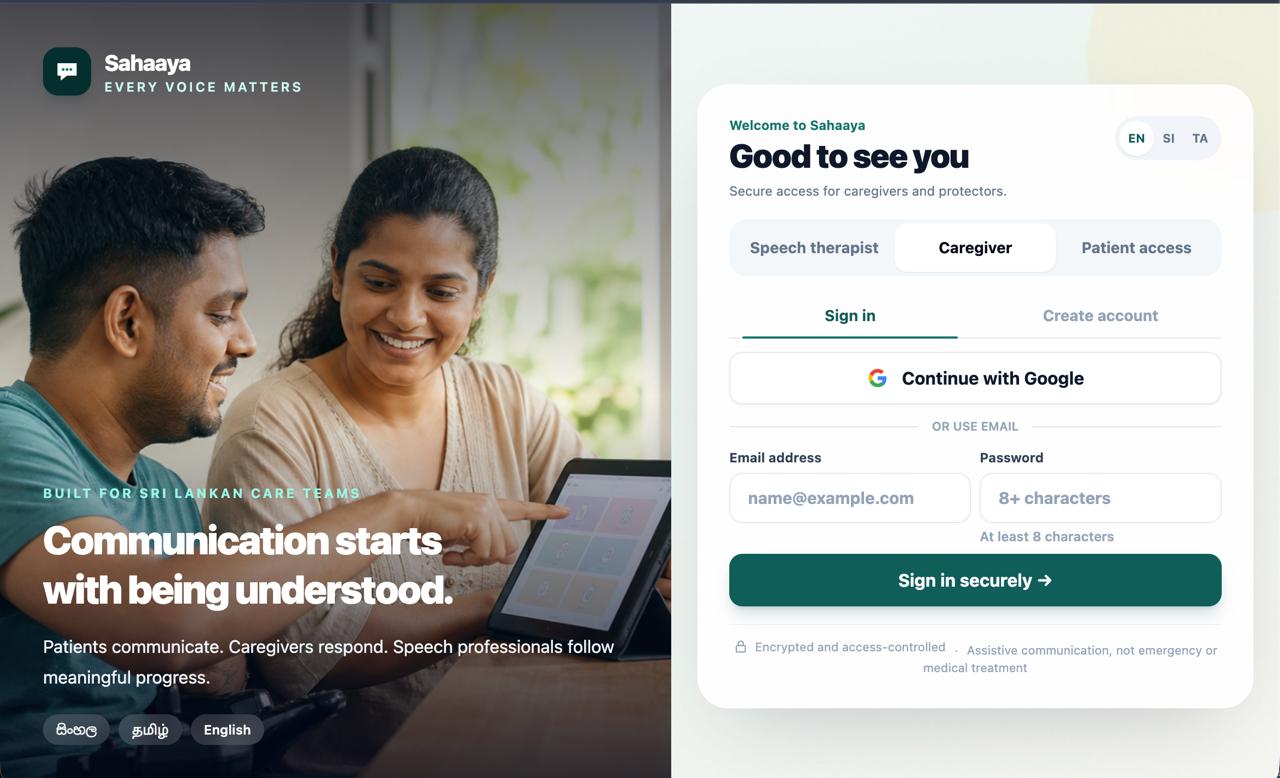 Sahaaya
EVERY VOICE MATTERS
BUILT FOR SRI LANKAN CARE TEAMS
Communication starts
with being understood.
Patients communicate. Caregivers respond. Speech professionals follow
meaningful progress.
සිංහල தமிழ் English
Welcome to Sahaaya
EN SI TA
Good to see you
Secure access for caregivers and protectors.
Speech therapist Caregiver Patient access
Sign in Create account
Continue with Google
OR USE EMAIL
Email address Password
name@example.com 8+ characters
At least 8 characters
Sign in securely →
Encrypted and access-controlled · Assistive communication, not emergency or
medical treatment